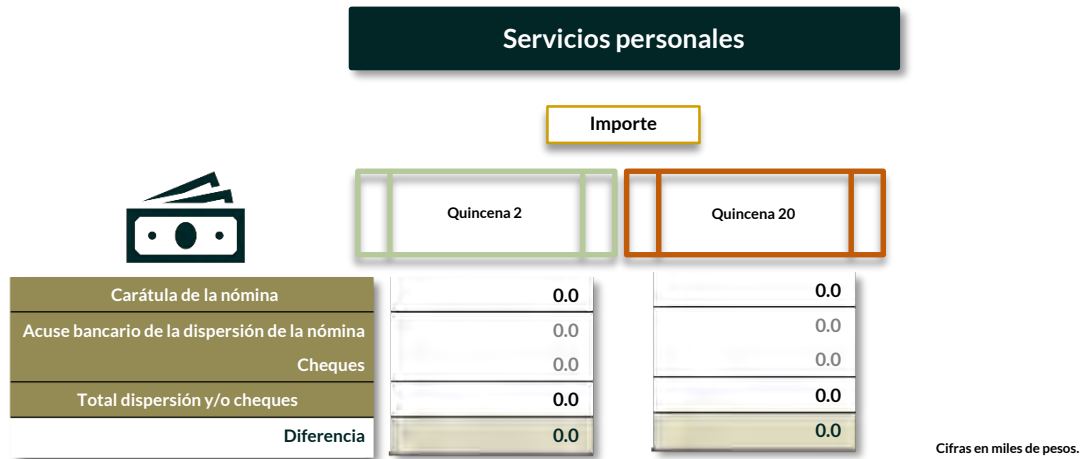 Servicios personales
Importe
Quincena 2 Quincena 20
Carátula de la nómina 0.0 0.0
Acuse bancario de la dispersión de la nómina 0.0 0.0
Cheques 0.0 0.0
Total dispersión y/o cheques 0.0 0.0
Diferencia 0.0 0.0
Cifras en miles de pesos.